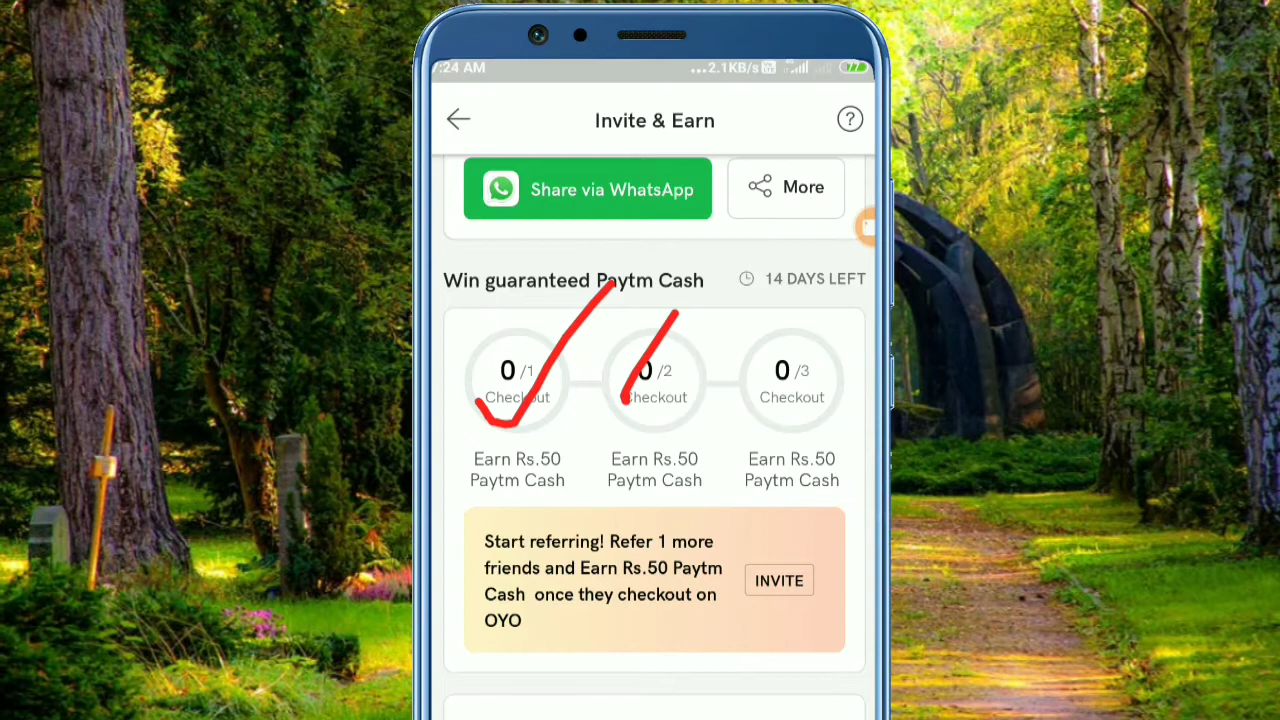 7:24 AM
...2.1KB/s
77
Invite & Earn
?
Share via WhatsApp
More
Win guaranteed Paytm Cash
14 DAYS LEFT
0 /1
0 /2
0 /3
Checkout
Checkout
Checkout
Earn Rs.50
Paytm Cash
Earn Rs.50
Paytm Cash
Earn Rs.50
Paytm Cash
Start referring! Refer 1 more
friends and Earn Rs.50 Paytm
Cash once they checkout on
OYO
INVITE